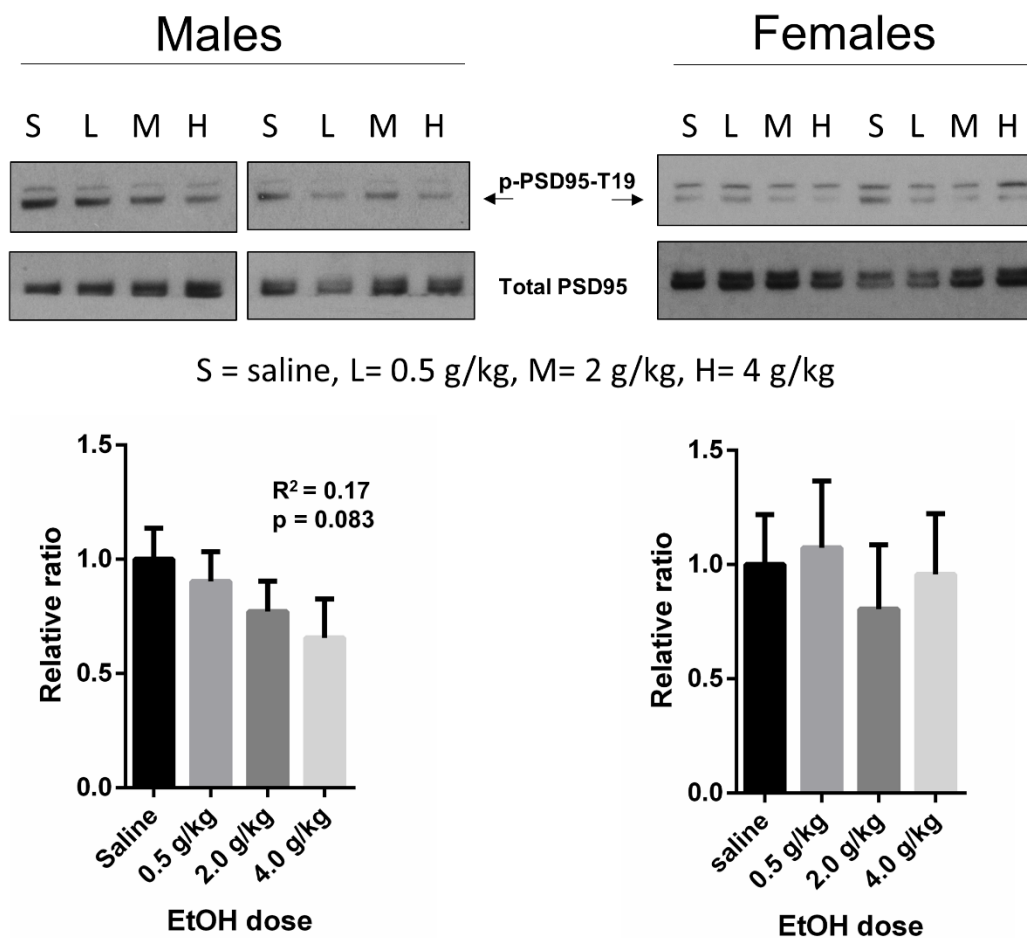 Males
Females
S L M H S L M H
S L M H S L M H
p-PSD95-T19
Total PSD95
S = saline, L= 0.5 g/kg, M= 2 g/kg, H= 4 g/kg
1.5
1.0
0.5
0.0
Relative ratio
R² = 0.17
p = 0.083
Saline
0.5 g/kg
2.0 g/kg
4.0 g/kg
EtOH dose
1.5
1.0
0.5
0.0
Relative ratio
saline
0.5 g/kg
2.0 g/kg
4.0 g/kg
EtOH dose